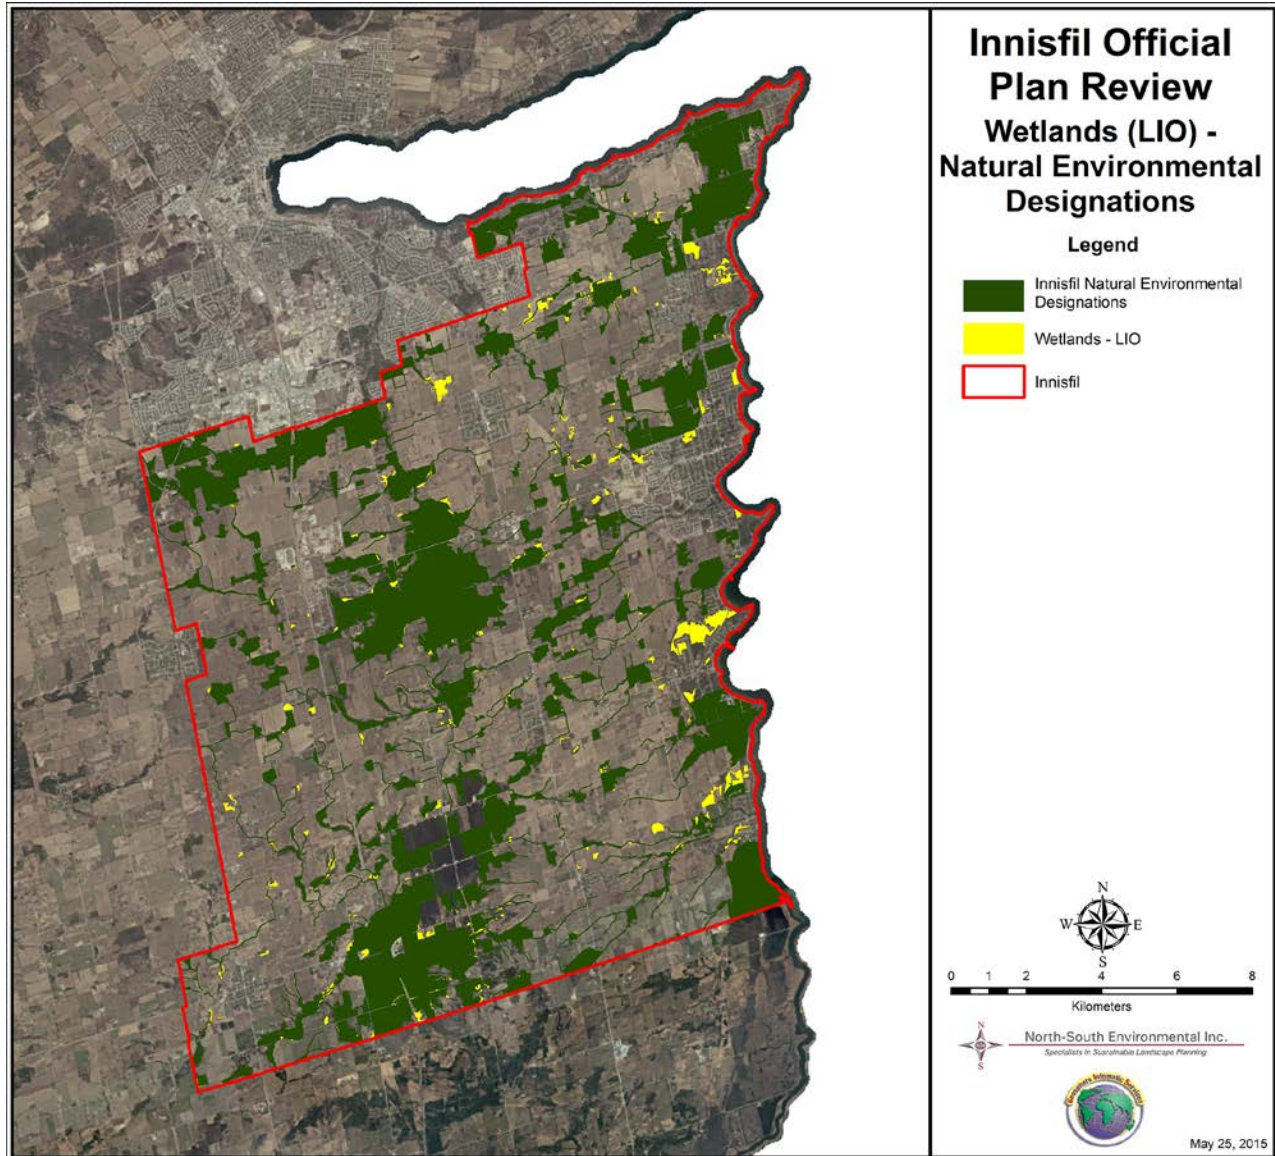 Innisfil Official
Plan Review
Wetlands (LIO) -
Natural Environmental
Designations
Legend
Innisfil Natural Environmental
Designations
Wetlands - LIO
Innisfil
N
W E
S
0 1 2 4 6 8
Kilometers
N
North-South Environmental Inc.
Specialists in Sustainable Landscape Planning
S
May 25, 2015